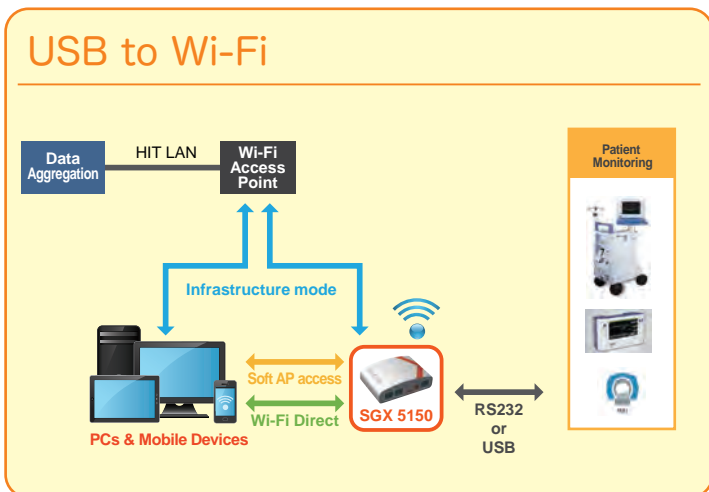 USB to Wi-Fi
Data
Aggregation
HIT LAN
Wi-Fi
Access
Point
Patient
Monitoring
Infrastructure mode
Soft AP access
Wi-Fi Direct
SGX 5150
RS232
or
USB
PCs & Mobile Devices